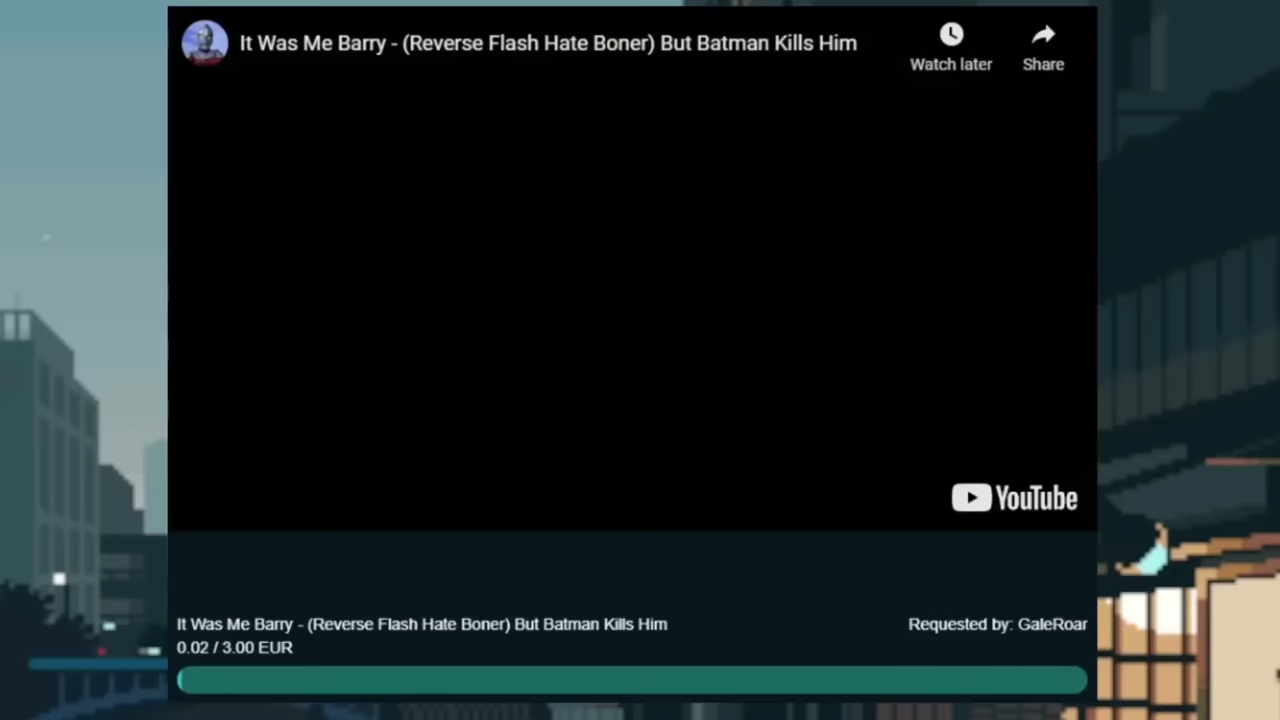 It Was Me Barry - (Reverse Flash Hate Boner) But Batman Kills Him
Watch later
Share
YouTube
It Was Me Barry - (Reverse Flash Hate Boner) But Batman Kills Him
Requested by: GaleRoar
0.02 / 3.00 EUR